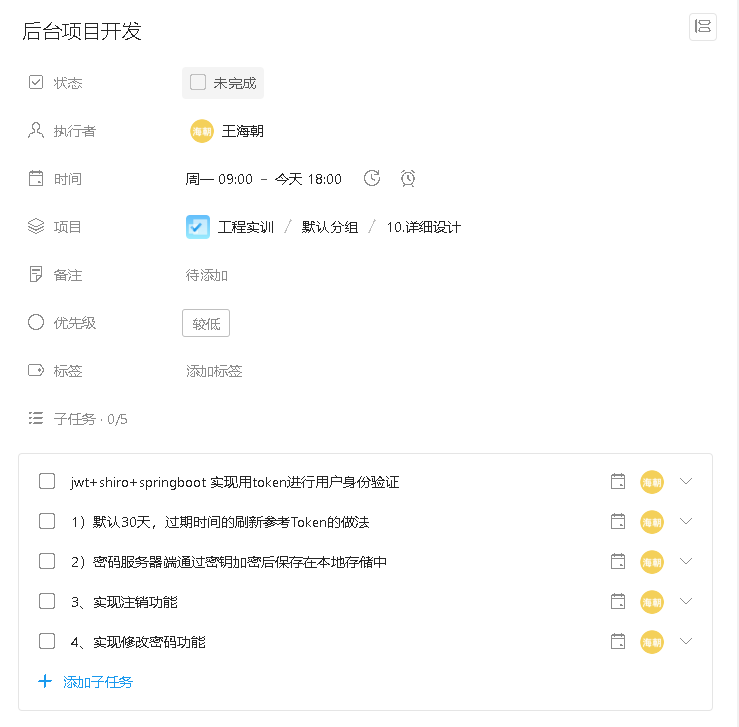 后台项目开发
状态 未完成
执行者 海朝 王海朝
时间 周一 09:00 - 今天 18:00
项目 工程实训 / 默认分组 / 10.详细设计
备注 待添加
优先级 较低
标签 添加标签
子任务 · 0/5
jwt+shiro+springboot 实现用token进行用户身份验证 海朝
1）默认30天，过期时间的刷新参考Token的做法 海朝
2）密码服务器端通过密钥加密后保存在本地存储中 海朝
3、实现注销功能 海朝
4、实现修改密码功能 海朝
添加子任务